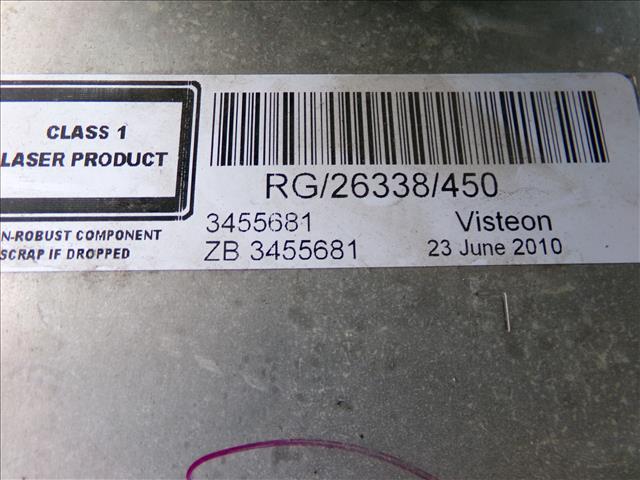 CLASS 1
LASER PRODUCT
N-ROBUST COMPONENT
SCRAP IF DROPPED
RG/26338/450
3455681 Visteon
ZB 3455681 23 June 2010